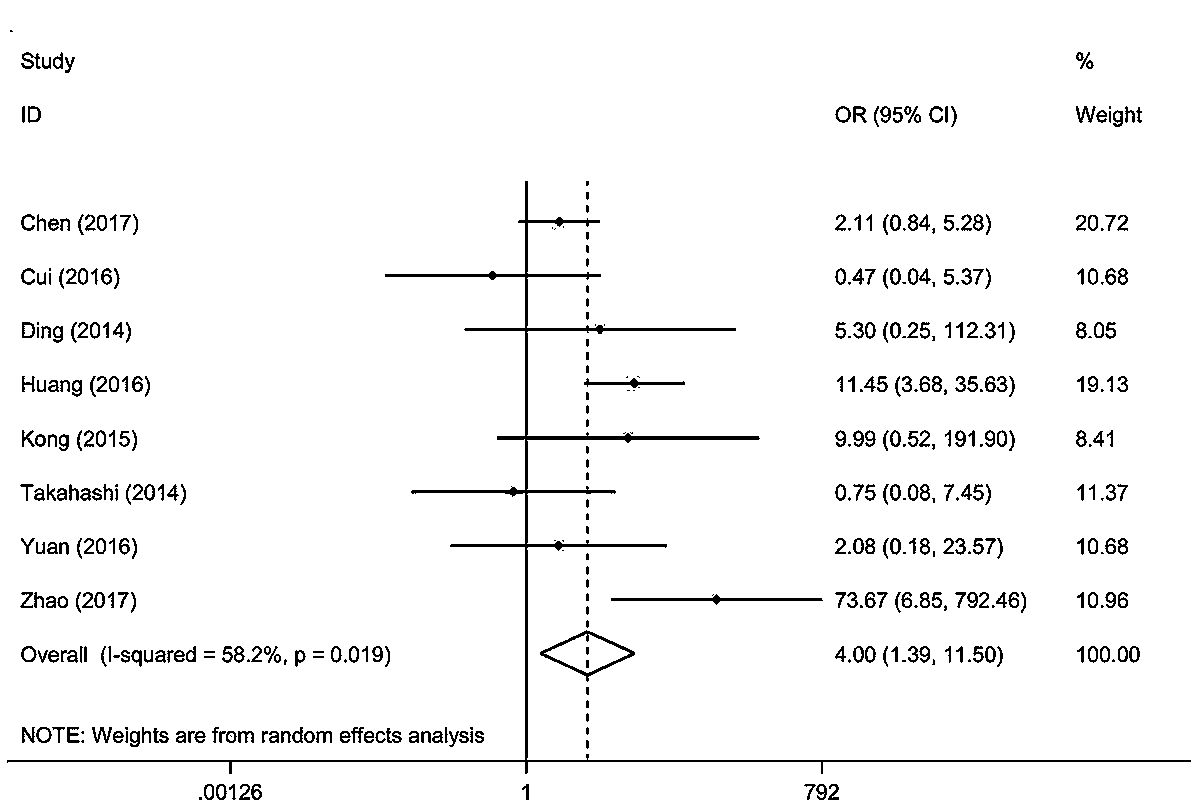 Study %
ID OR (95% CI) Weight
Chen (2017) 2.11 (0.84, 5.28) 20.72
Cui (2016) 0.47 (0.04, 5.37) 10.68
Ding (2014) 5.30 (0.25, 112.31) 8.05
Huang (2016) 11.45 (3.68, 35.63) 19.13
Kong (2015) 9.99 (0.52, 191.90) 8.41
Takahashi (2014) 0.75 (0.08, 7.45) 11.37
Yuan (2016) 2.08 (0.18, 23.57) 10.68
Zhao (2017) 73.67 (6.85, 792.46) 10.96
Overall (I-squared = 58.2%, p = 0.019) 4.00 (1.39, 11.50) 100.00
NOTE: Weights are from random effects analysis
.00126 1 792